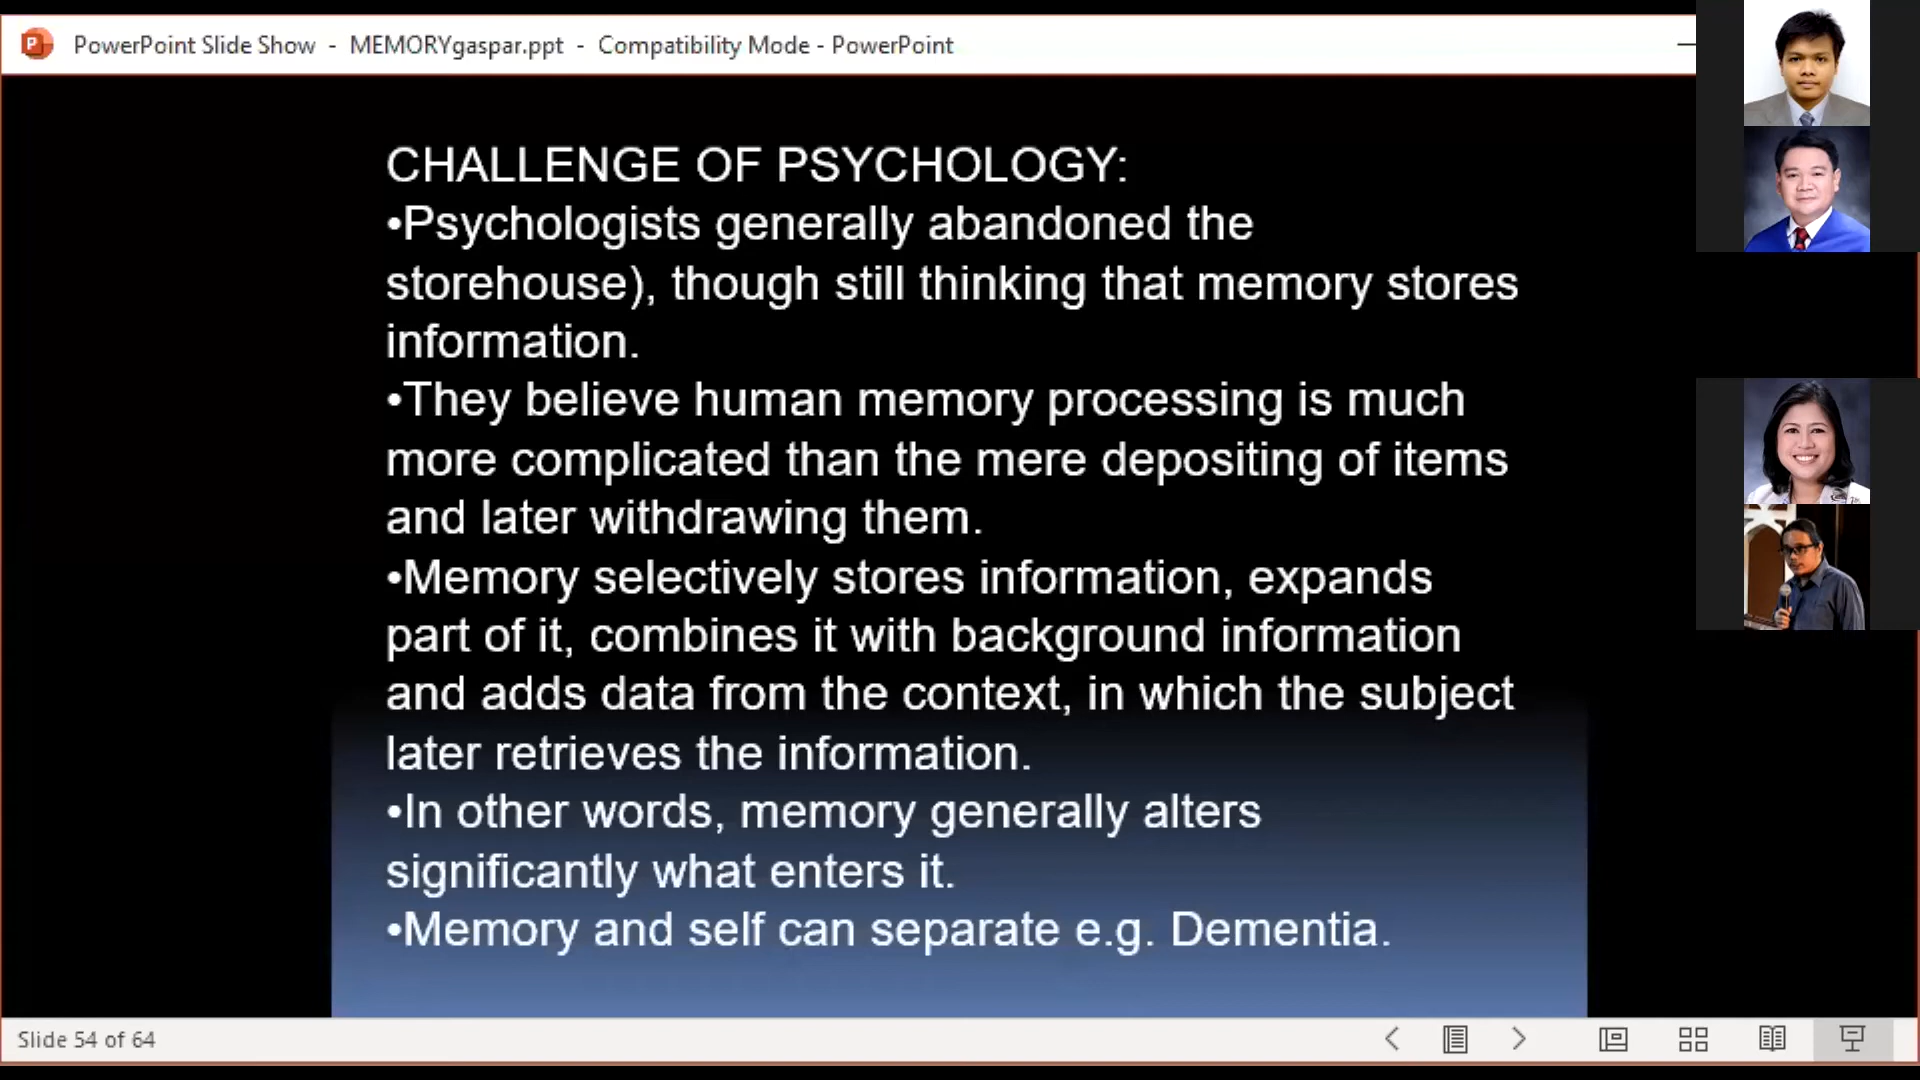 PowerPoint Slide Show - MEMORYgaspar.ppt - Compatibility Mode - PowerPoint
CHALLENGE OF PSYCHOLOGY:
•Psychologists generally abandoned the
storehouse), though still thinking that memory stores
information.
•They believe human memory processing is much
more complicated than the mere depositing of items
and later withdrawing them.
•Memory selectively stores information, expands
part of it, combines it with background information
and adds data from the context, in which the subject
later retrieves the information.
•In other words, memory generally alters
significantly what enters it.
•Memory and self can separate e.g. Dementia.
Slide 54 of 64